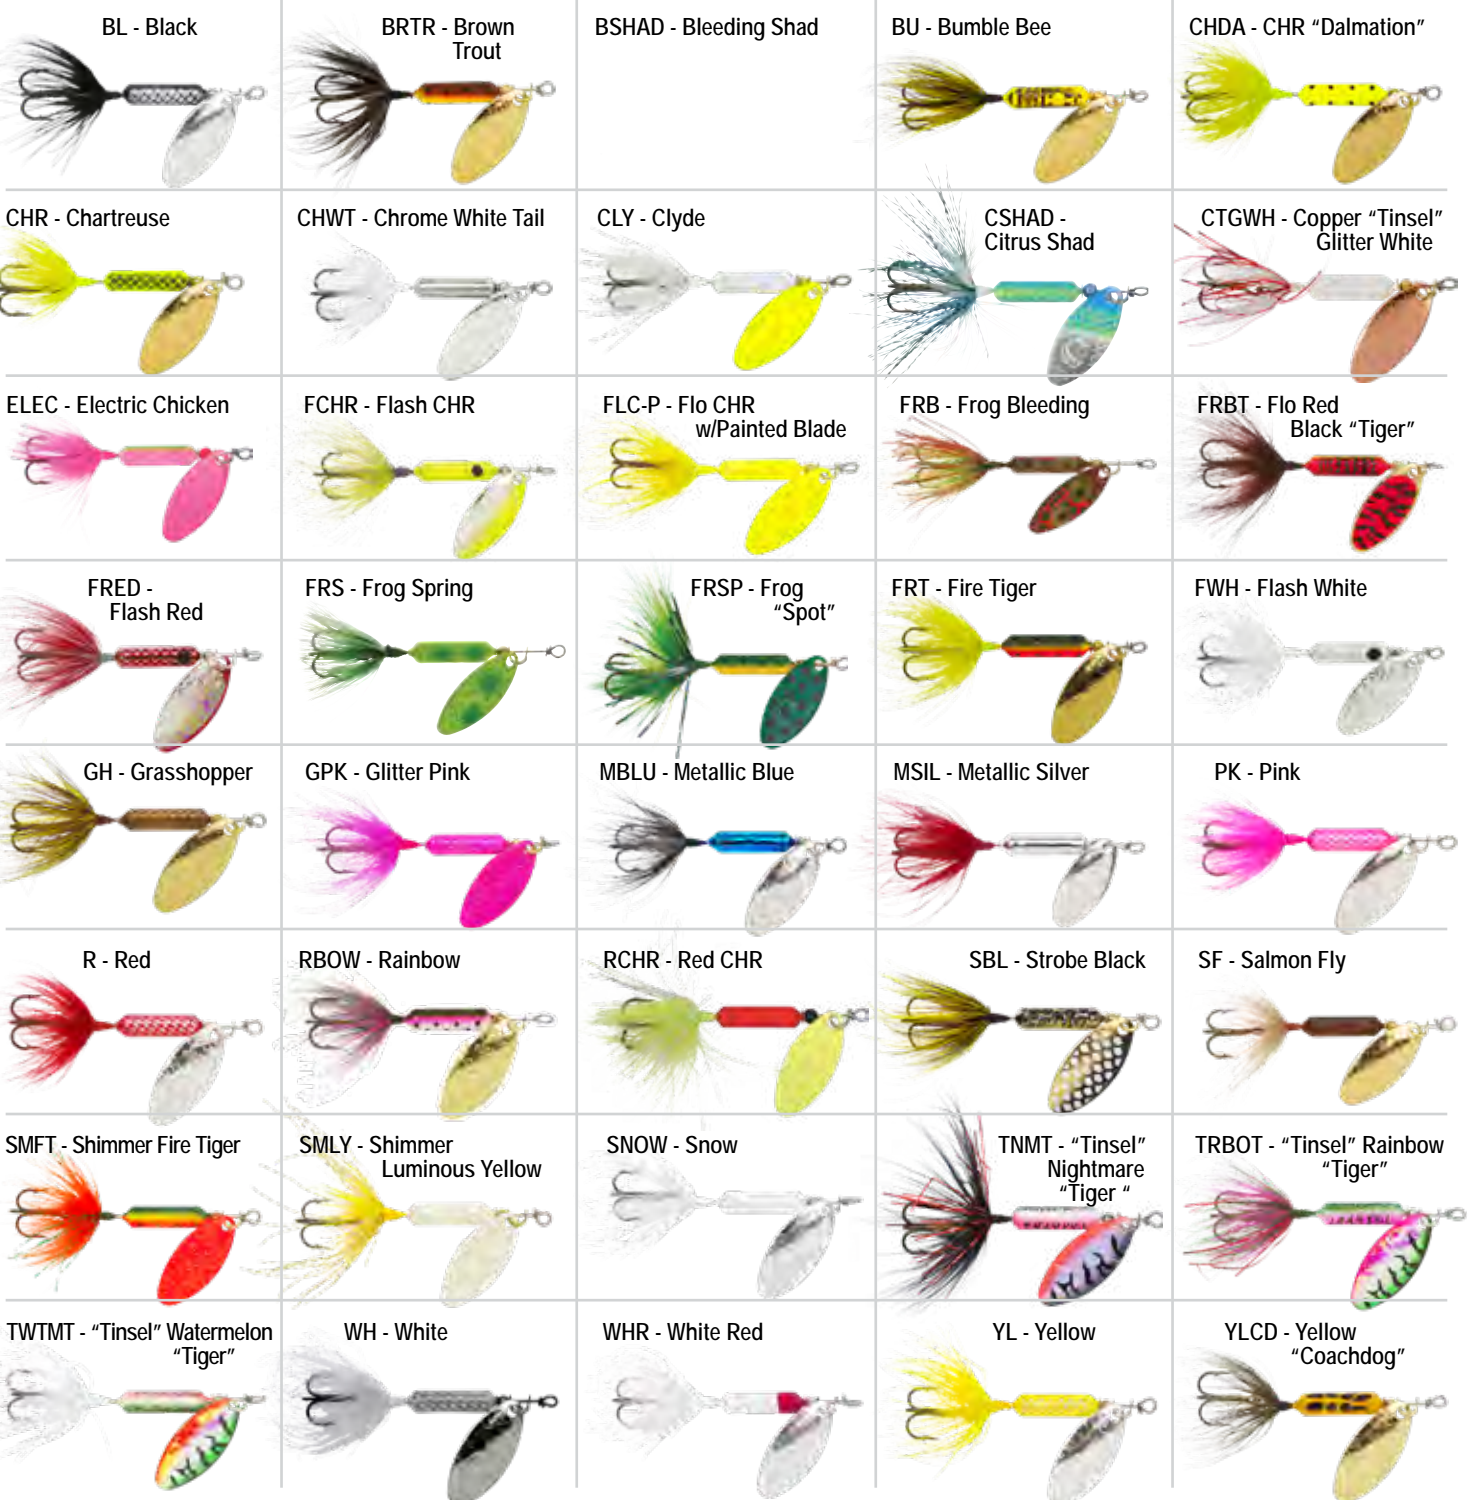 BL - Black
BRTR - Brown
Trout
BSHAD - Bleeding Shad
BU - Bumble Bee
CHDA - CHR “Dalmation”
CHR - Chartreuse
CHWT - Chrome White Tail
CLY - Clyde
CSHAD -
Citrus Shad
CTGWH - Copper “Tinsel”
Glitter White
ELEC - Electric Chicken
FCHR - Flash CHR
FLC-P - Flo CHR
w/Painted Blade
FRB - Frog Bleeding
FRBT - Flo Red
Black “Tiger”
FRED -
Flash Red
FRS - Frog Spring
FRSP - Frog
“Spot”
FRT - Fire Tiger
FWH - Flash White
GH - Grasshopper
GPK - Glitter Pink
MBLU - Metallic Blue
MSIL - Metallic Silver
PK - Pink
R - Red
RBOW - Rainbow
RCHR - Red CHR
SBL - Strobe Black
SF - Salmon Fly
SMFT - Shimmer Fire Tiger
SMLY - Shimmer
Luminous Yellow
SNOW - Snow
TNMT - “Tinsel”
Nightmare
“Tiger “
TRBOT - “Tinsel” Rainbow
“Tiger”
TWTMT - “Tinsel” Watermelon
“Tiger”
WH - White
WHR - White Red
YL - Yellow
YLCD - Yellow
“Coachdog”